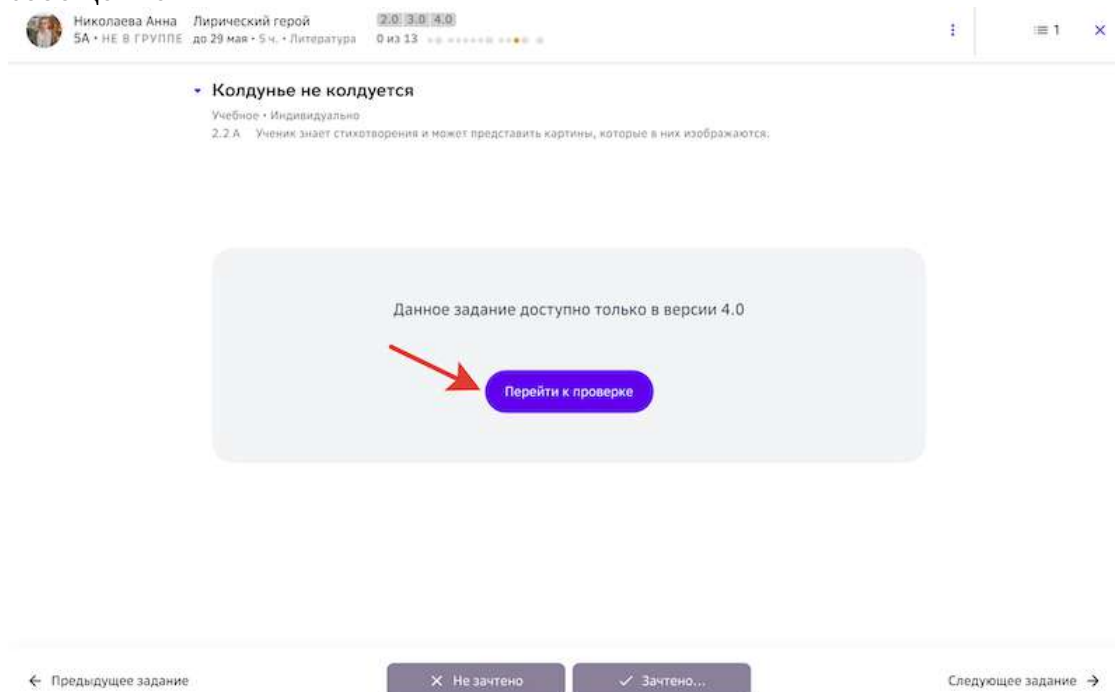 Николаева Анна Лирический герой 2.0 3.0 4.0
5А • НЕ В ГРУППЕ до 29 мая • 5 ч. • Литература 0 из 13
1
Колдунье не колдуется
Учебное • Индивидуально
2.2 А Ученик знает стихотворения и может представить картины, которые в них изображаются.
Данное задание доступно только в версии 4.0
Перейти к проверке
← Предыдущее задание
✕ Не зачтено
✓ Зачтено...
Следующее задание →